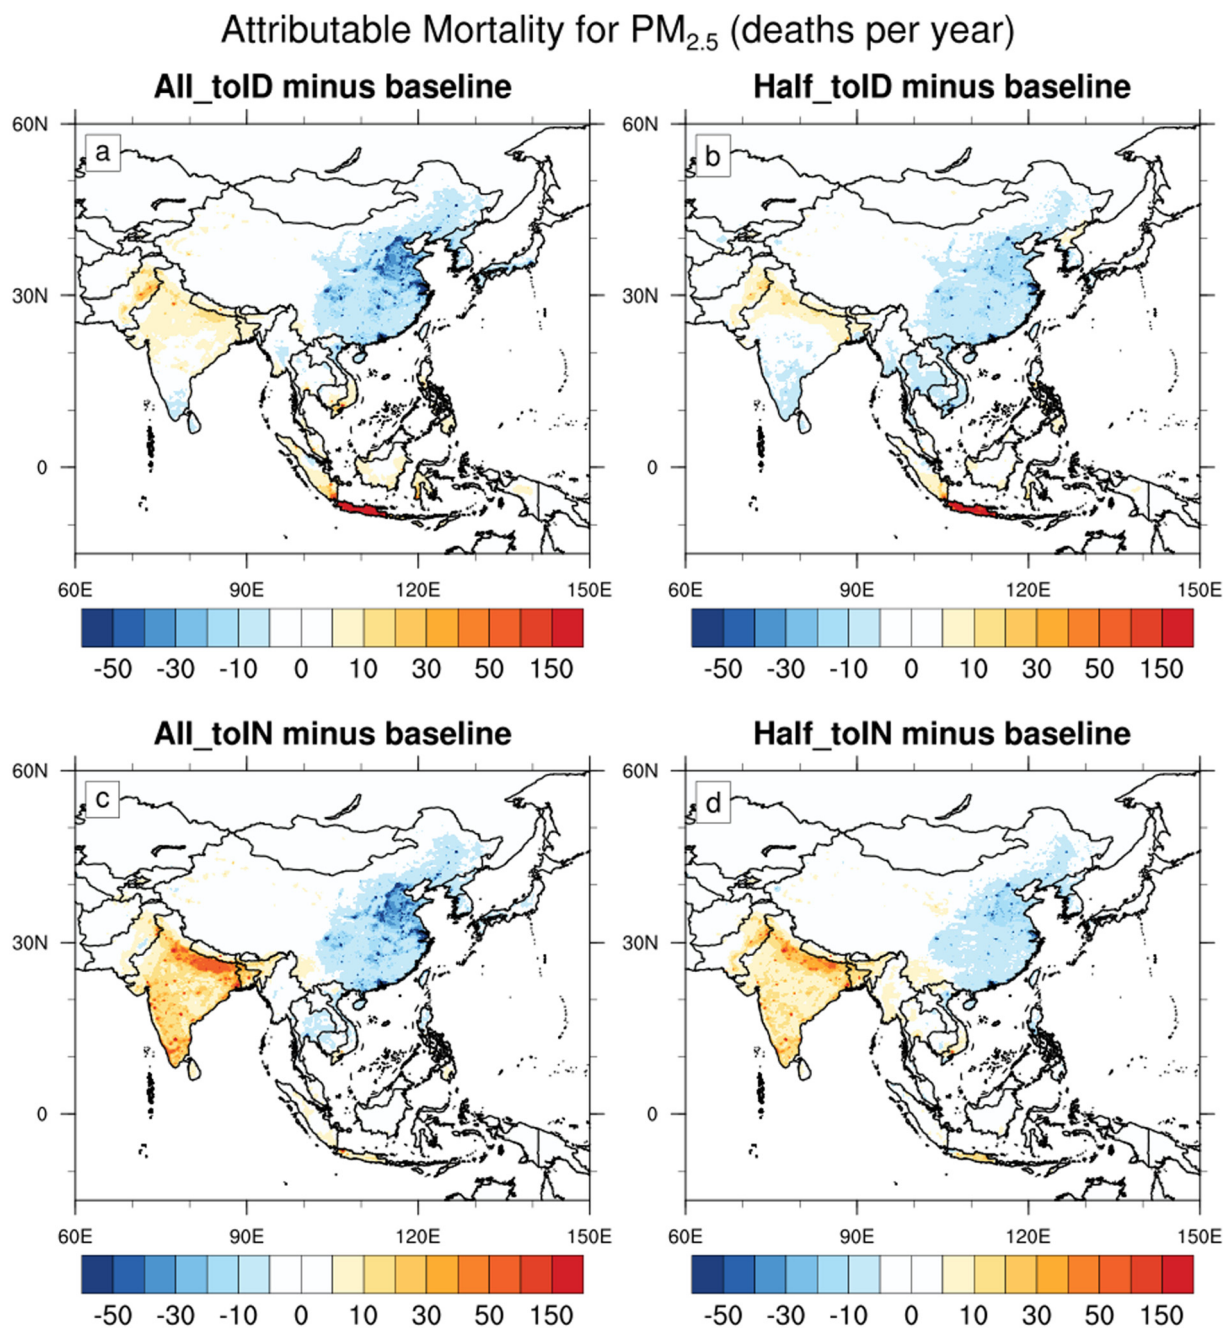 Attributable Mortality for PM2.5 (deaths per year)
All_toID minus baseline
Half_toID minus baseline
60N
a
b
30N
30N
0
0
60E 90E 120E 150E
60E 90E 120E 150E
-50 -30 -10 0 10 30 50 150
-50 -30 -10 0 10 30 50 150
All_toIN minus baseline
Half_toIN minus baseline
60N
60N
c
d
30N
30N
0
0
60E 90E 120E 150E
60E 90E 120E 150E
-50 -30 -10 0 10 30 50 150
-50 -30 -10 0 10 30 50 150